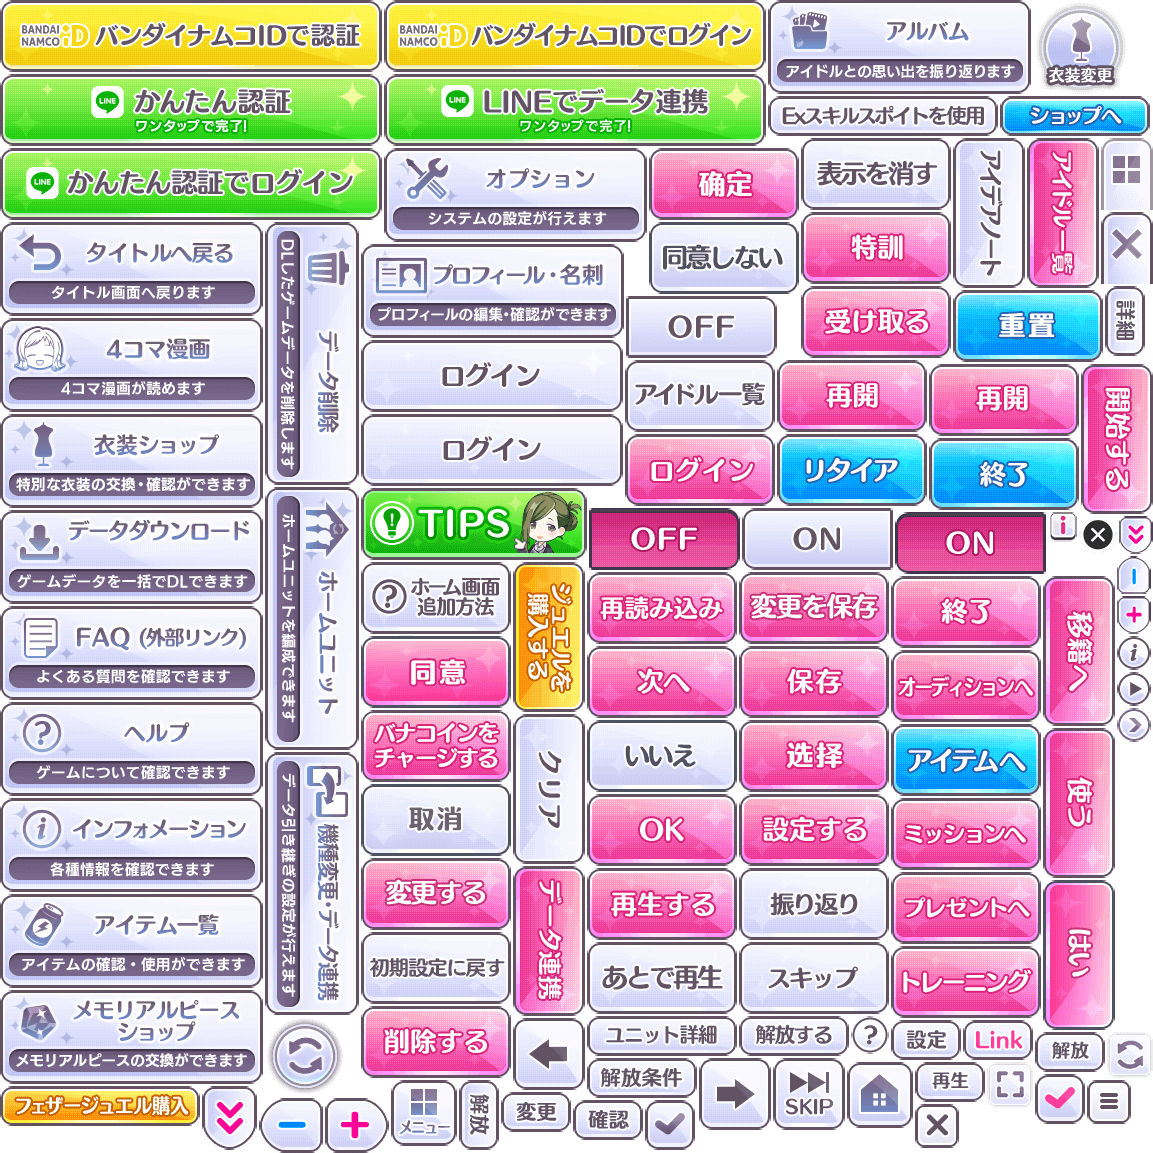 BANDAI NAMCO iD バンダイナムコIDで認証
BANDAI NAMCO iD バンダイナムコIDでログイン
アルバム
アイドルとの思い出を振り返ります
衣装変更
LINE かんたん認証
ワンタップで完了!
LINE LINEでデータ連携
ワンタップで完了!
Exスキルスポイトを使用
ショップへ
LINE かんたん認証でログイン
オプション
システムの設定が行えます
确定
表示を消す
アイデアノート
アイドル一覧
同意しない
特訓
タイトルへ戻る
タイトル画面へ戻ります
データ削除
DLしたゲームデータを削除します
プロフィール・名刺
プロフィールの編集・確認ができます
OFF
受け取る
重置
詳細
4コマ漫画
4コマ漫画が読めます
ログイン
アイドル一覧
再開
再開
開始する
衣装ショップ
特別な衣装の交換・確認ができます
ログイン
ログイン
リタイア
終了
データダウンロード
ゲームデータを一括でDLできます
ホームユニット
ホームユニットを編成できます
TIPS
OFF
ON
ON
i
ホーム画面
追加方法
ジュエルを
購入する
再読み込み
変更を保存
終了
移籍へ
FAQ (外部リンク)
よくある質問を確認できます
同意
次へ
保存
オーディションへ
i
ヘルプ
ゲームについて確認できます
バナコインを
チャージする
クリア
いいえ
选择
アイテムへ
使う
機種変更・データ連携
データ引き継ぎの設定が行えます
インフォメーション
各種情報を確認できます
取消
OK
設定する
ミッションへ
アイテム一覧
アイテムの確認・使用ができます
変更する
データ連携
再生する
振り返り
プレゼントへ
はい
初期設定に戻す
あとで再生
スキップ
トレーニング
メモリアルピース
ショップ
メモリアルピースの交換ができます
削除する
ユニット詳細
解放する
?
設定
Link
解放
解放条件
SKIP
再生
フェザージュエル購入
メニュー
解放
変更
確認